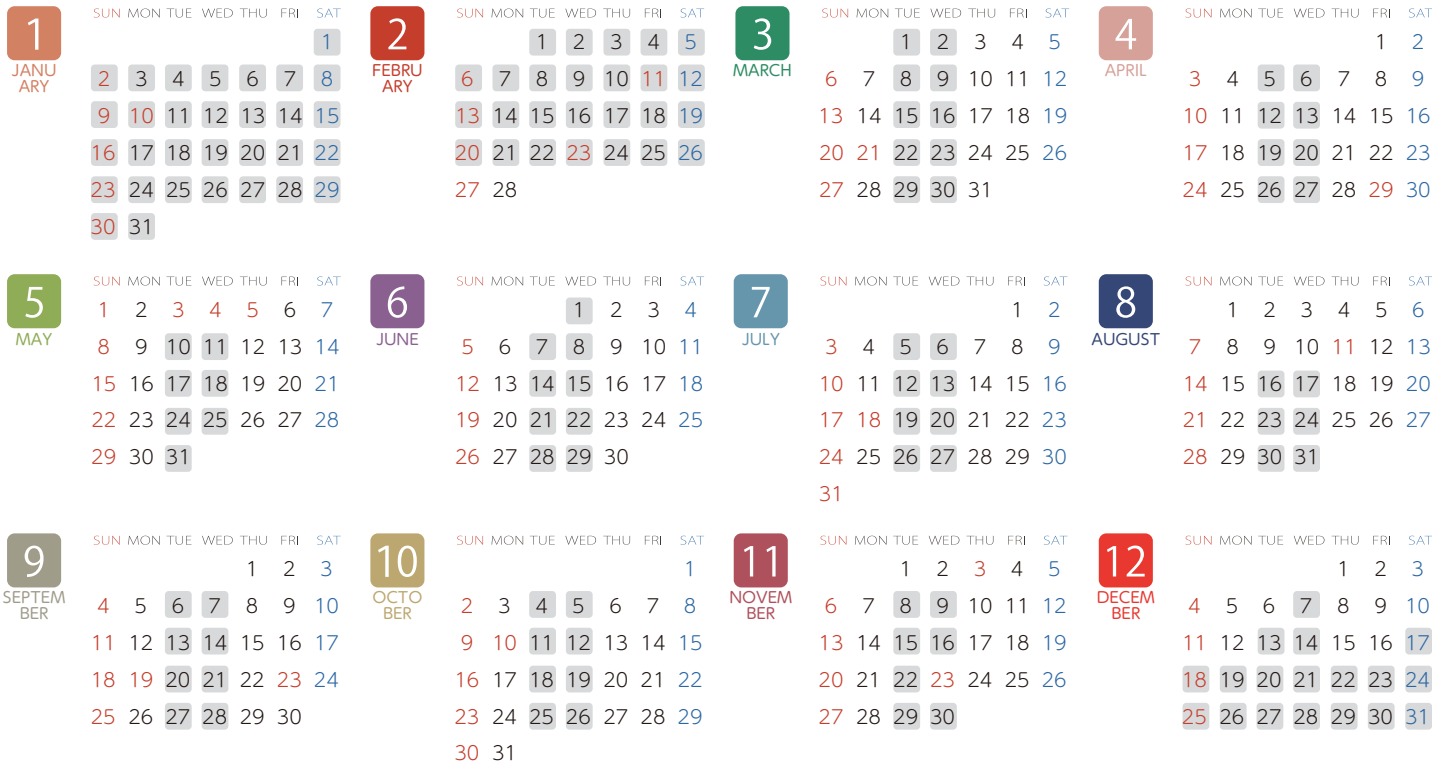 1
JANU
ARY
SUN MON TUE WED THU FRI SAT
1
2 3 4 5 6 7 8
9 10 11 12 13 14 15
16 17 18 19 20 21 22
23 24 25 26 27 28 29
30 31
2
FEBRU
ARY
SUN MON TUE WED THU FRI SAT
1 2 3 4 5
6 7 8 9 10 11 12
13 14 15 16 17 18 19
20 21 22 23 24 25 26
27 28
3
MARCH
SUN MON TUE WED THU FRI SAT
1 2 3 4 5
6 7 8 9 10 11 12
13 14 15 16 17 18 19
20 21 22 23 24 25 26
27 28 29 30 31
4
APRIL
SUN MON TUE WED THU FRI SAT
1 2
3 4 5 6 7 8 9
10 11 12 13 14 15 16
17 18 19 20 21 22 23
24 25 26 27 28 29 30
5
MAY
SUN MON TUE WED THU FRI SAT
1 2 3 4 5 6 7
8 9 10 11 12 13 14
15 16 17 18 19 20 21
22 23 24 25 26 27 28
29 30 31
6
JUNE
SUN MON TUE WED THU FRI SAT
1 2 3 4
5 6 7 8 9 10 11
12 13 14 15 16 17 18
19 20 21 22 23 24 25
26 27 28 29 30
7
JULY
SUN MON TUE WED THU FRI SAT
1 2
3 4 5 6 7 8 9
10 11 12 13 14 15 16
17 18 19 20 21 22 23
24 25 26 27 28 29 30
31
8
AUGUST
SUN MON TUE WED THU FRI SAT
1 2 3 4 5 6
7 8 9 10 11 12 13
14 15 16 17 18 19 20
21 22 23 24 25 26 27
28 29 30 31
9
SEPTEM
BER
SUN MON TUE WED THU FRI SAT
1 2 3
4 5 6 7 8 9 10
11 12 13 14 15 16 17
18 19 20 21 22 23 24
25 26 27 28 29 30
10
OCTO
BER
SUN MON TUE WED THU FRI SAT
1
2 3 4 5 6 7 8
9 10 11 12 13 14 15
16 17 18 19 20 21 22
23 24 25 26 27 28 29
30 31
11
NOVEM
BER
SUN MON TUE WED THU FRI SAT
1 2 3 4 5
6 7 8 9 10 11 12
13 14 15 16 17 18 19
20 21 22 23 24 25 26
27 28 29 30
12
DECEM
BER
SUN MON TUE WED THU FRI SAT
1 2 3
4 5 6 7 8 9 10
11 12 13 14 15 16 17
18 19 20 21 22 23 24
25 26 27 28 29 30 31